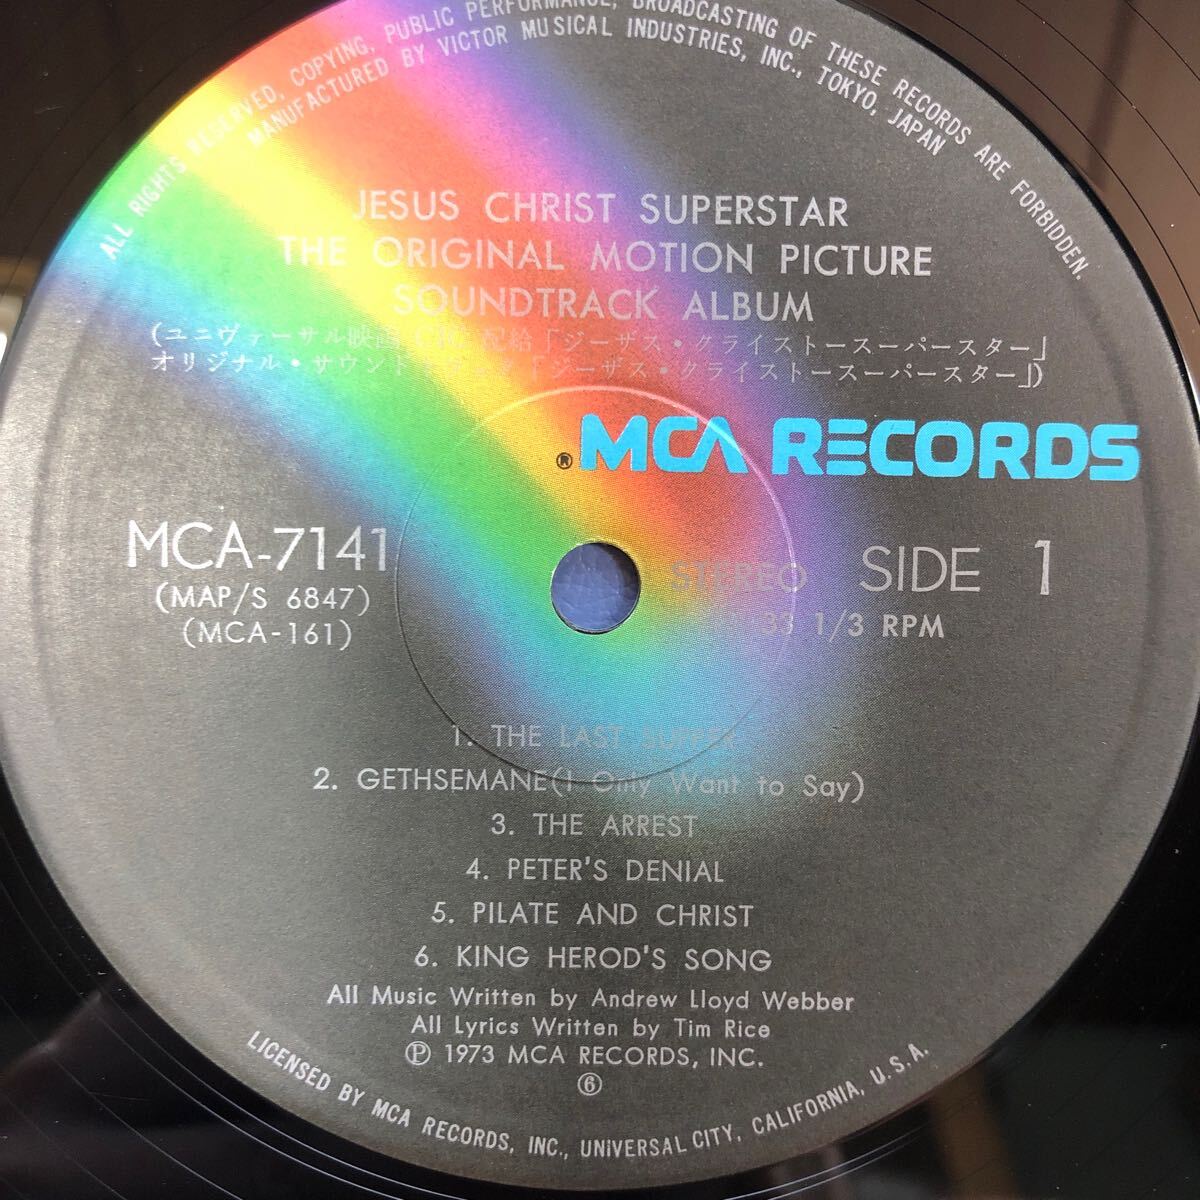 ALL RIGHTS RESERVED, COPYING, PUBLIC PERFORMANCE, BROADCASTING OF THESE RECORDS ARE FORBIDDEN.
MANUFACTURED BY VICTOR MUSICAL INDUSTRIES, INC., TOKYO, JAPAN
JESUS CHRIST SUPERSTAR
THE ORIGINAL MOTION PICTURE
SOUNDTRACK ALBUM
(ユニヴァーサル映画 CIC 配給「ジーザス・クライストースーパースター」
オリジナル・サウンドトラック「ジーザス・クライストースーパースター」)
®MCA RECORDS
MCA-7141
(MAP/S 6847)
(MCA-161)
STEREO SIDE 1
33 1/3 RPM
1. THE LAST SUPPER
2. GETHSEMANE(I Only Want to Say)
3. THE ARREST
4. PETER'S DENIAL
5. PILATE AND CHRIST
6. KING HEROD'S SONG
All Music Written by Andrew Lloyd Webber
All Lyrics Written by Tim Rice
Ⓟ 1973 MCA RECORDS, INC.
⑥
LICENSED BY MCA RECORDS, INC., UNIVERSAL CITY, CALIFORNIA, U.S.A.